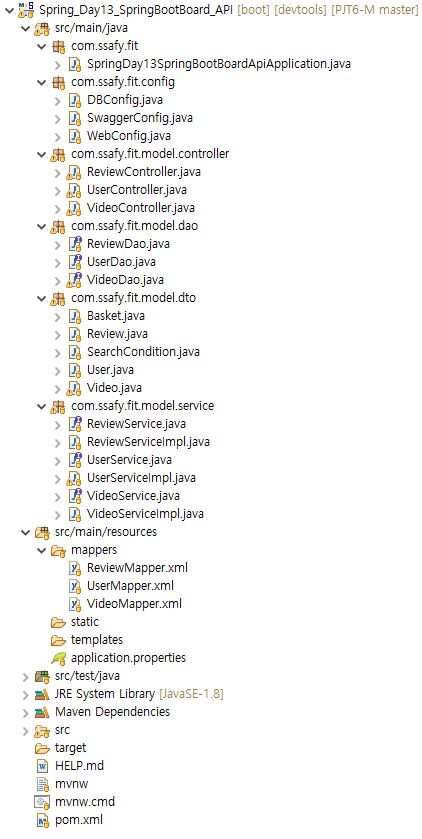 Spring_Day13_SpringBootBoard_API [boot] [devtools] [PJT6-M master]
src/main/java
com.ssafy.fit
SpringDay13SpringBootBoardApiApplication.java
com.ssafy.fit.config
DBConfig.java
SwaggerConfig.java
WebConfig.java
com.ssafy.fit.model.controller
ReviewController.java
UserController.java
VideoController.java
com.ssafy.fit.model.dao
ReviewDao.java
UserDao.java
VideoDao.java
com.ssafy.fit.model.dto
Basket.java
Review.java
SearchCondition.java
User.java
Video.java
com.ssafy.fit.model.service
ReviewService.java
ReviewServiceImpl.java
UserService.java
UserServiceImpl.java
VideoService.java
VideoServiceImpl.java
src/main/resources
mappers
ReviewMapper.xml
UserMapper.xml
VideoMapper.xml
static
templates
application.properties
src/test/java
JRE System Library [JavaSE-1.8]
Maven Dependencies
src
target
HELP.md
mvnw
mvnw.cmd
pom.xml